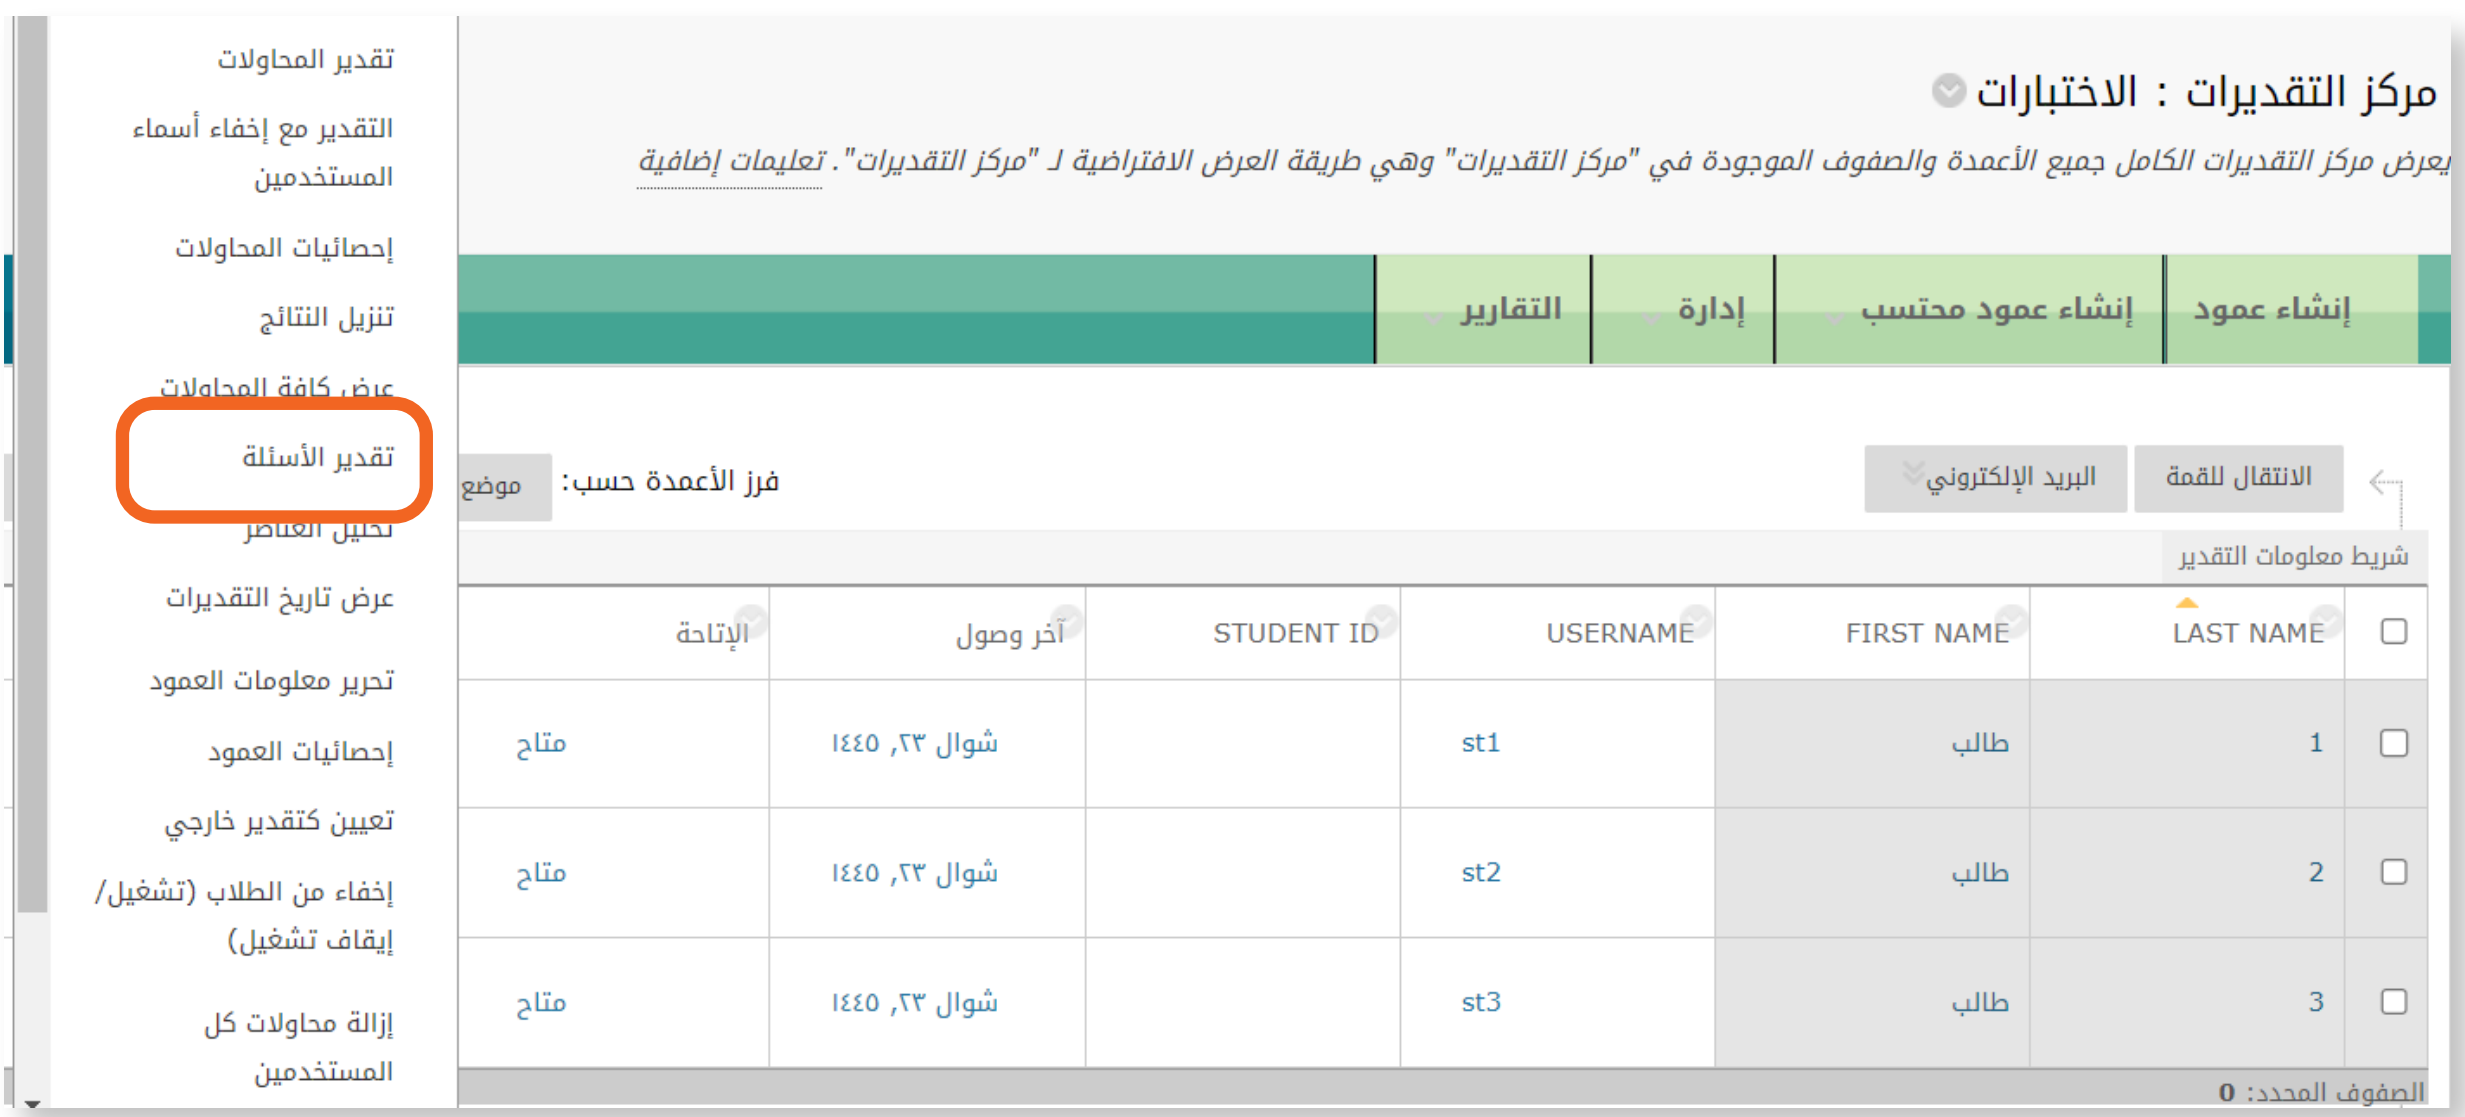 مركز التقديرات : الاختبارات
يعرض مركز التقديرات الكامل جميع الأعمدة والصفوف الموجودة في "مركز التقديرات" وهي طريقة العرض الافتراضية لـ "مركز التقديرات". تعليمات إضافية
إنشاء عمود إنشاء عمود محتسب إدارة التقارير
الانتقال للقمة البريد الإلكتروني فرز الأعمدة حسب: موضع
شريط معلومات التقدير
LAST NAME FIRST NAME USERNAME STUDENT ID آخر وصول الإتاحة
1 طالب st1 شوال ٢٣, ١٤٤٥ متاح
2 طالب st2 شوال ٢٣, ١٤٤٥ متاح
3 طالب st3 شوال ٢٣, ١٤٤٥ متاح
الصفوف المحدد: 0
تقدير المحاولات
التقدير مع إخفاء أسماء
المستخدمين
إحصائيات المحاولات
تنزيل النتائج
عرض كافة المحاولات
تقدير الأسئلة
تحليل العناصر
عرض تاريخ التقديرات
تحرير معلومات العمود
إحصائيات العمود
تعيين كتقدير خارجي
إخفاء من الطلاب (تشغيل/
إيقاف تشغيل)
إزالة محاولات كل
المستخدمين